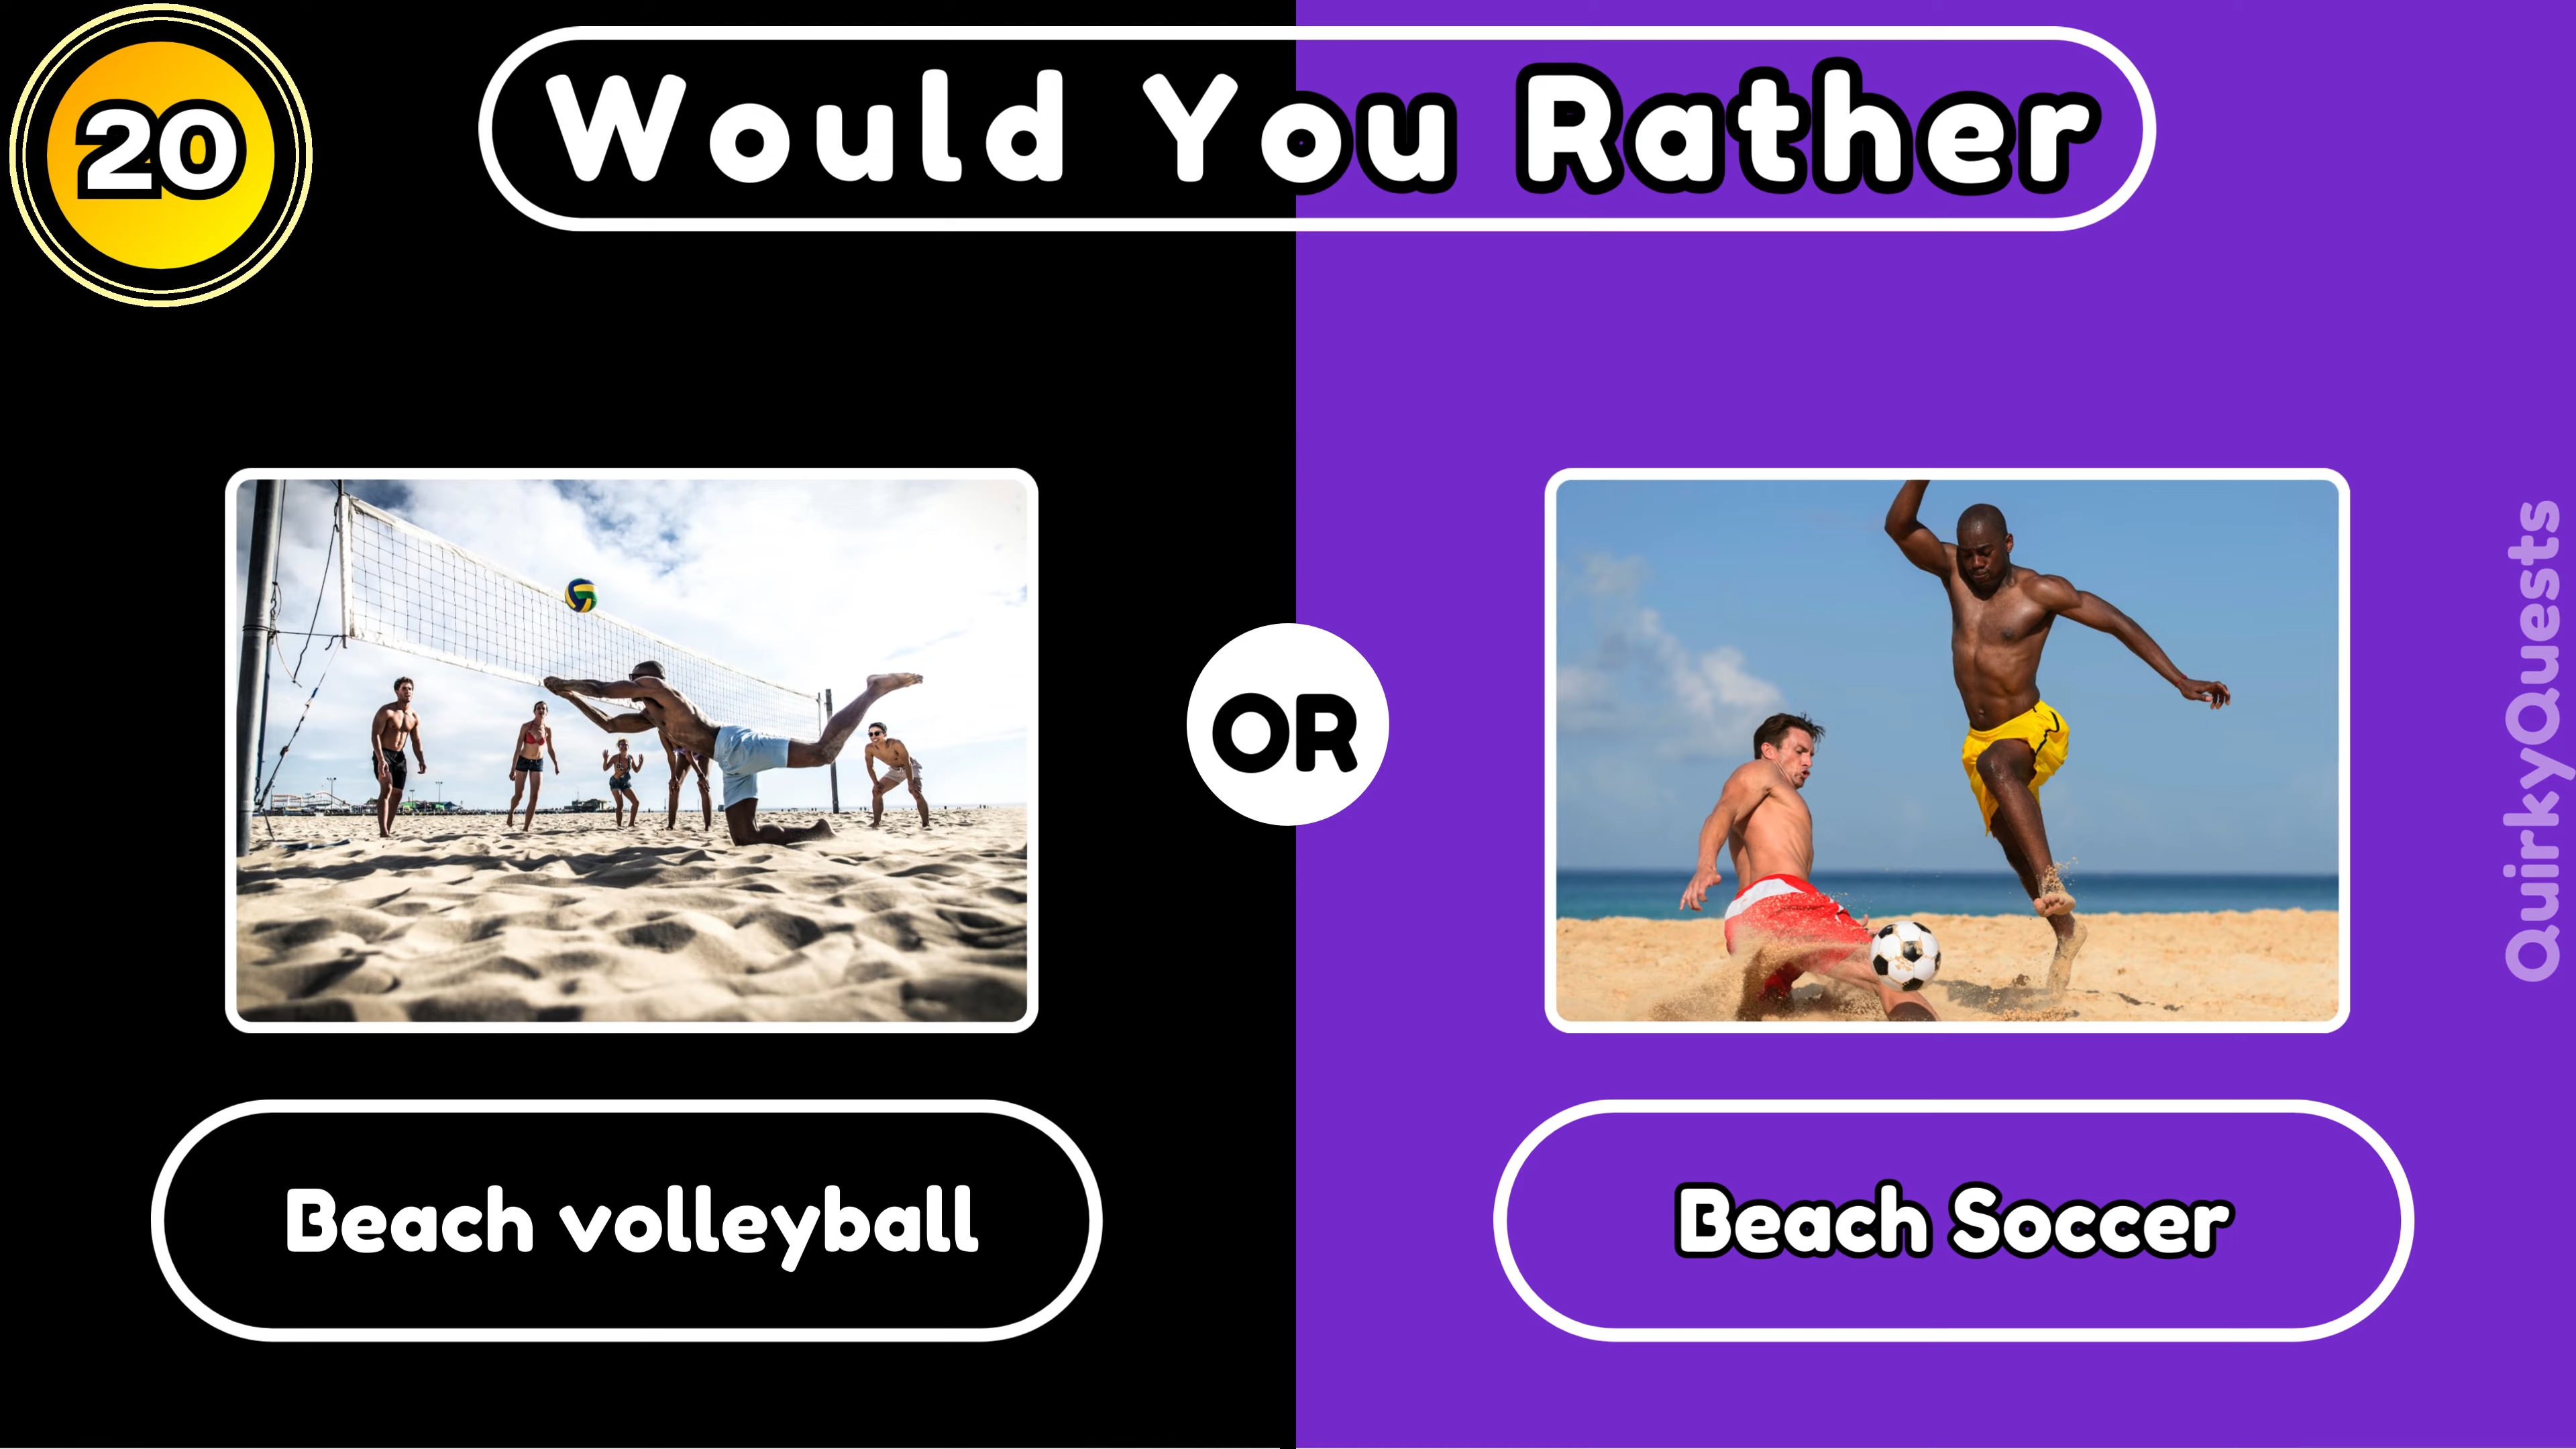 20
Would You Rather
OR
Beach volleyball
Beach Soccer
QuirkyQuests